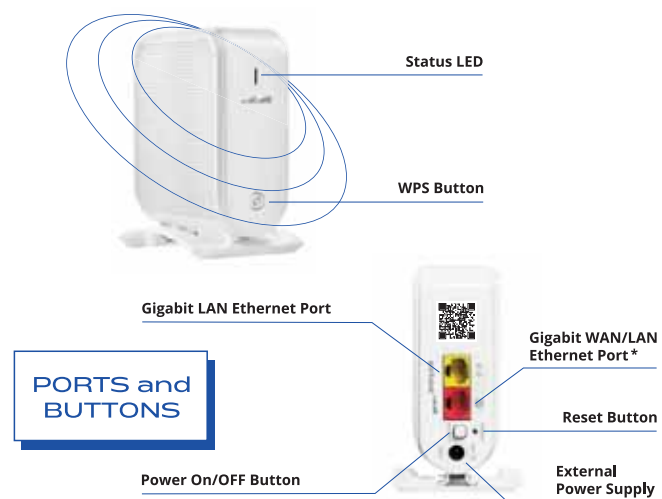 Status LED
WPS Button
Gigabit LAN Ethernet Port
Gigabit WAN/LAN
Ethernet Port*
PORTS and
BUTTONS
Reset Button
Power On/OFF Button
External
Power Supply